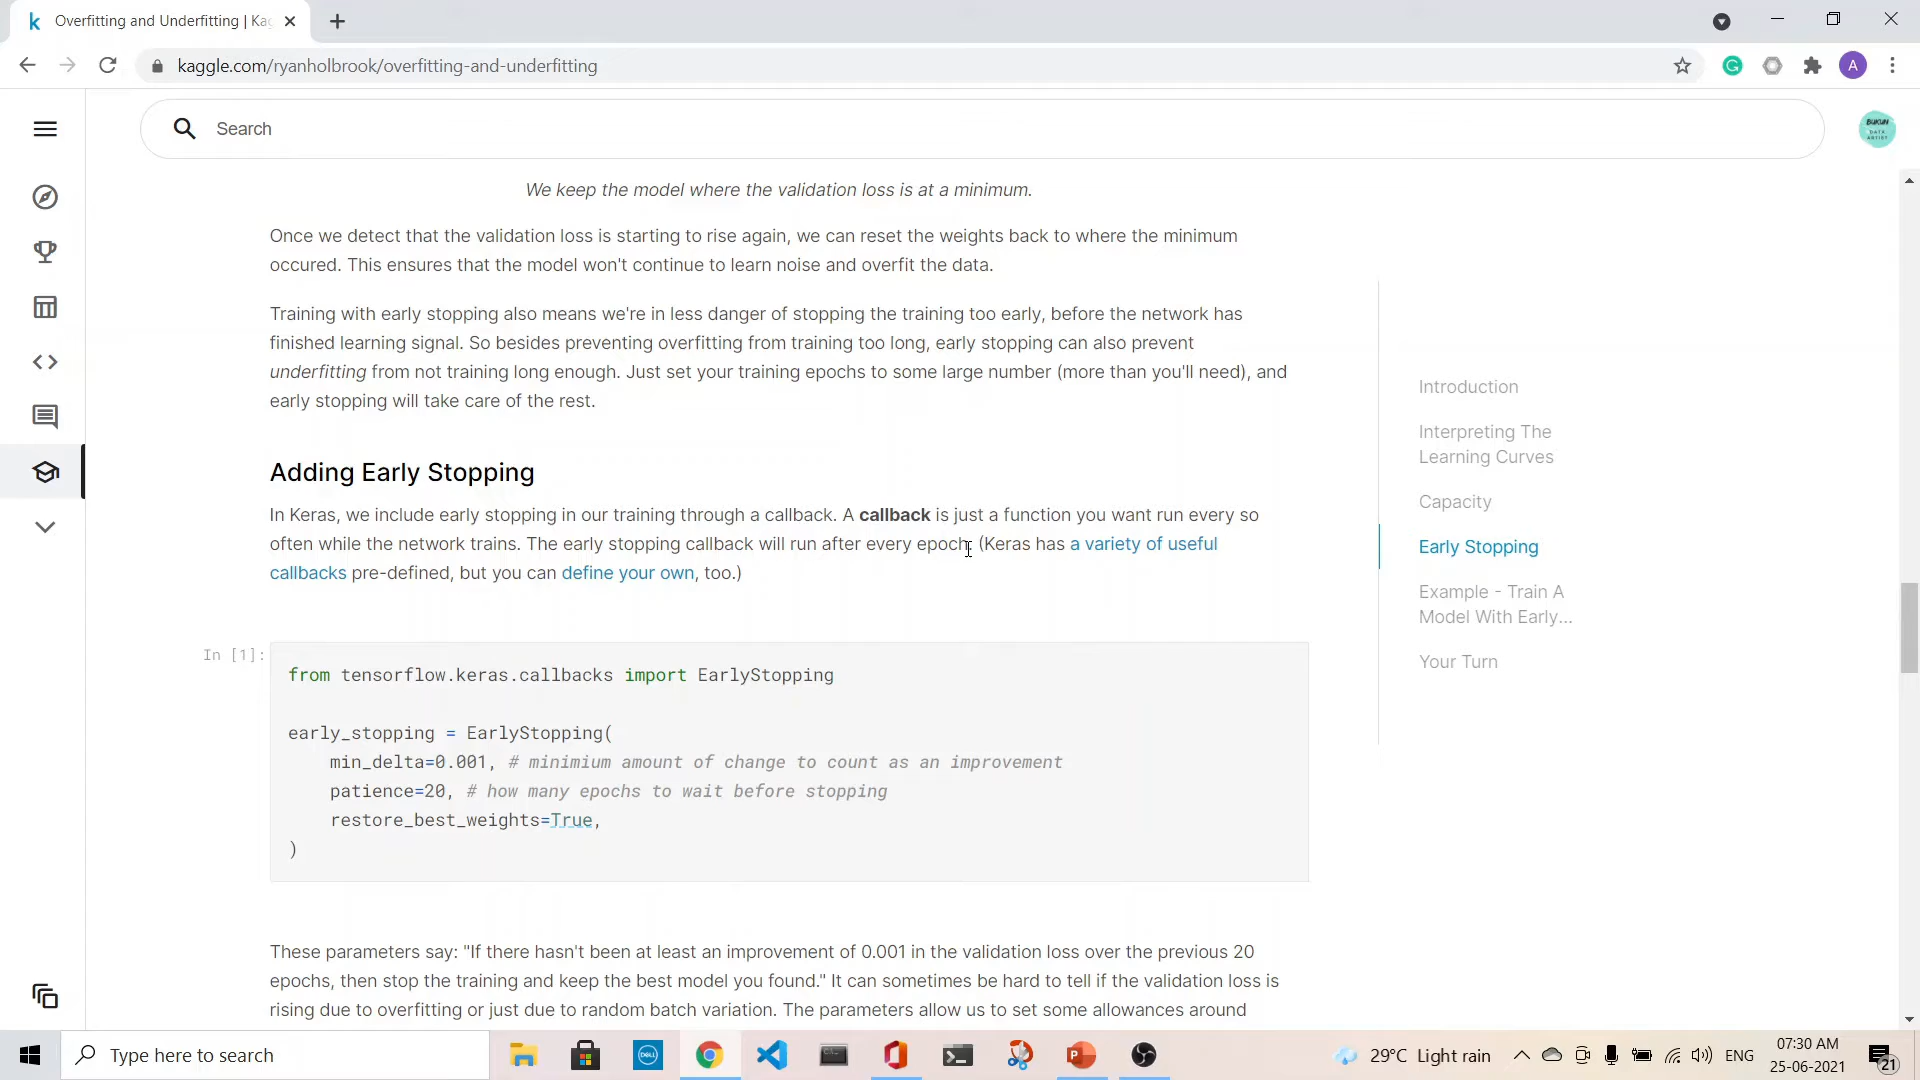 Overfitting and Underfitting | Kag
kaggle.com/ryanholbrook/overfitting-and-underfitting
A
Search
BUKUN
DATA
ARTIST
We keep the model where the validation loss is at a minimum.
Once we detect that the validation loss is starting to rise again, we can reset the weights back to where the minimum
occured. This ensures that the model won't continue to learn noise and overfit the data.
Training with early stopping also means we're in less danger of stopping the training too early, before the network has
finished learning signal. So besides preventing overfitting from training too long, early stopping can also prevent
underfitting from not training long enough. Just set your training epochs to some large number (more than you'll need), and
early stopping will take care of the rest.
Adding Early Stopping
In Keras, we include early stopping in our training through a callback. A callback is just a function you want run every so
often while the network trains. The early stopping callback will run after every epoch. (Keras has a variety of useful
callbacks pre-defined, but you can define your own, too.)
In [1]:
from tensorflow.keras.callbacks import EarlyStopping
early_stopping = EarlyStopping(
min_delta=0.001, # minimium amount of change to count as an improvement
patience=20, # how many epochs to wait before stopping
restore_best_weights=True,
)
These parameters say: "If there hasn't been at least an improvement of 0.001 in the validation loss over the previous 20
epochs, then stop the training and keep the best model you found." It can sometimes be hard to tell if the validation loss is
rising due to overfitting or just due to random batch variation. The parameters allow us to set some allowances around
Introduction
Interpreting The
Learning Curves
Capacity
Early Stopping
Example - Train A
Model With Early...
Your Turn
Type here to search
DELL
29°C Light rain
ENG
07:30 AM
25-06-2021
21